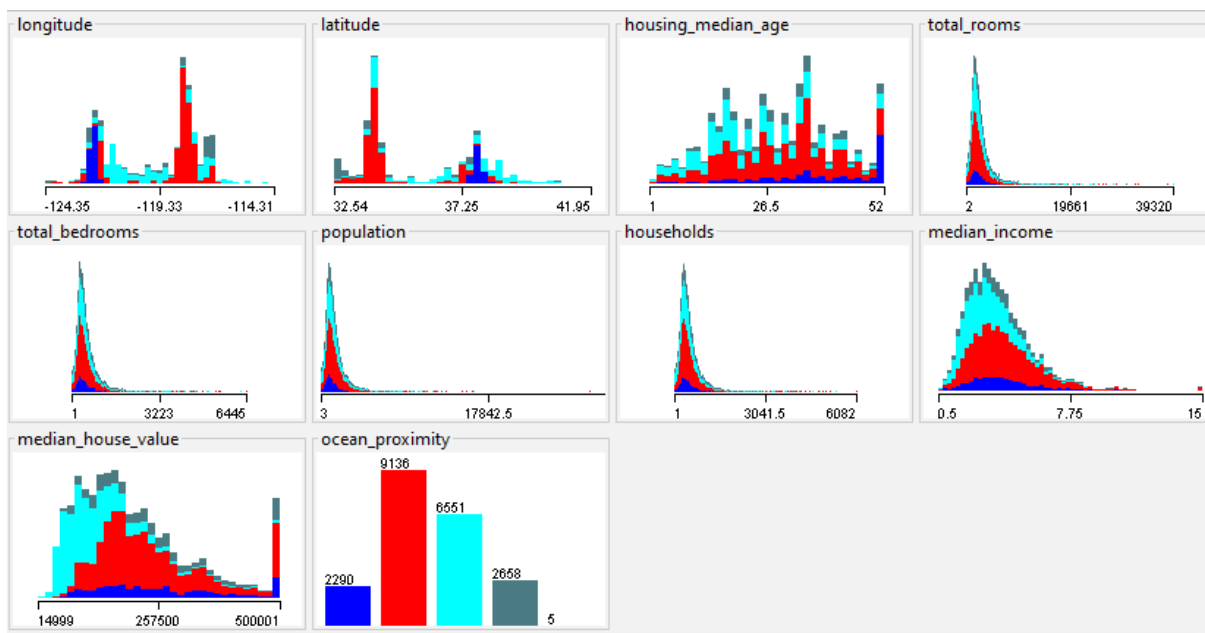 longitude
-124.35 -119.33 -114.31
latitude
32.54 37.25 41.95
housing_median_age
1 26.5 52
total_rooms
2 19661 39320
total_bedrooms
1 3223 6445
population
3 17842.5
households
1 3041.5 6082
median_income
0.5 7.75 15
median_house_value
14999 257500 500001
ocean_proximity
2290
9136
6551
2658
5